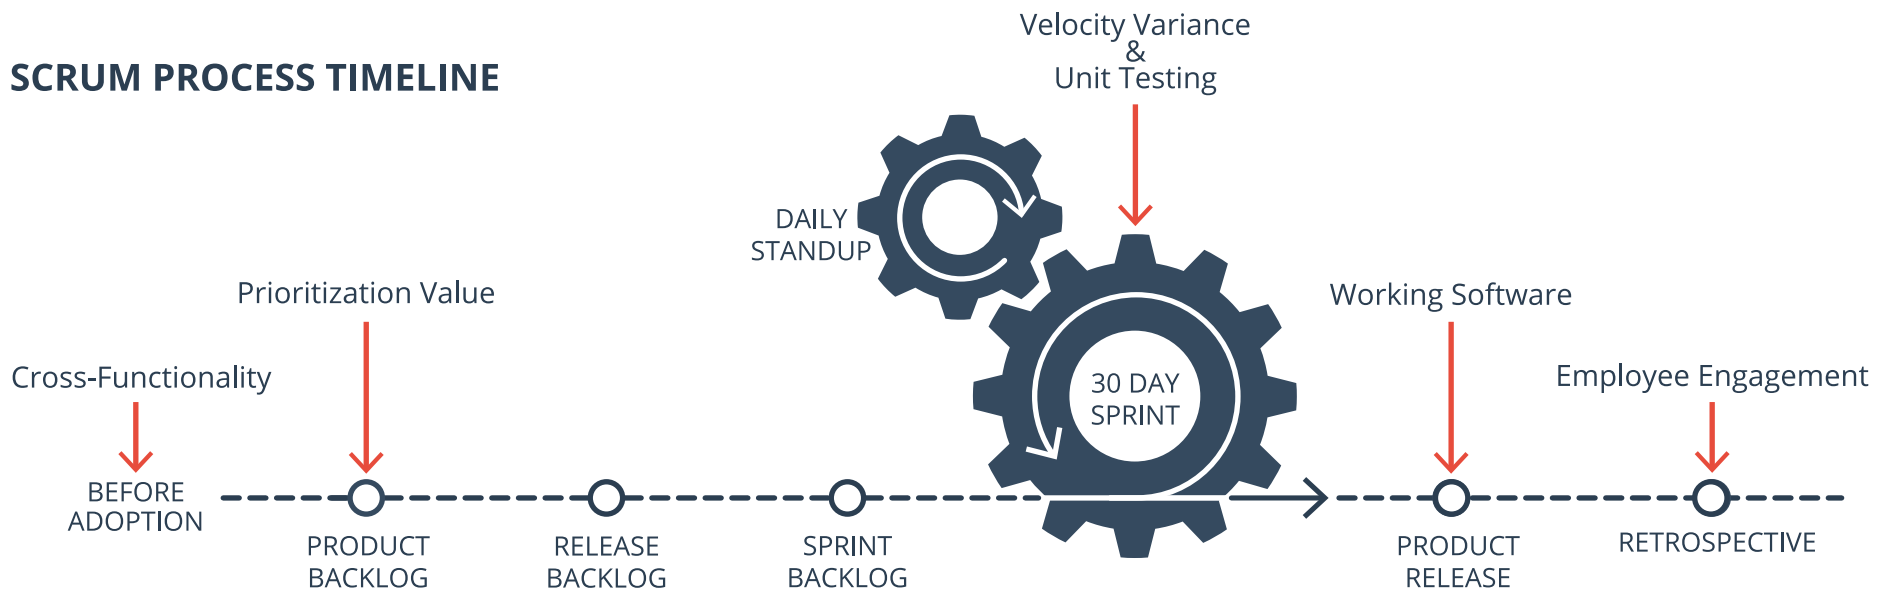 SCRUM PROCESS TIMELINE
Velocity Variance
&
Unit Testing
DAILY
STANDUP
Prioritization Value
Working Software
Cross-Functionality
Employee Engagement
30 DAY
SPRINT
BEFORE
ADOPTION
PRODUCT
BACKLOG
RELEASE
BACKLOG
SPRINT
BACKLOG
PRODUCT
RELEASE
RETROSPECTIVE